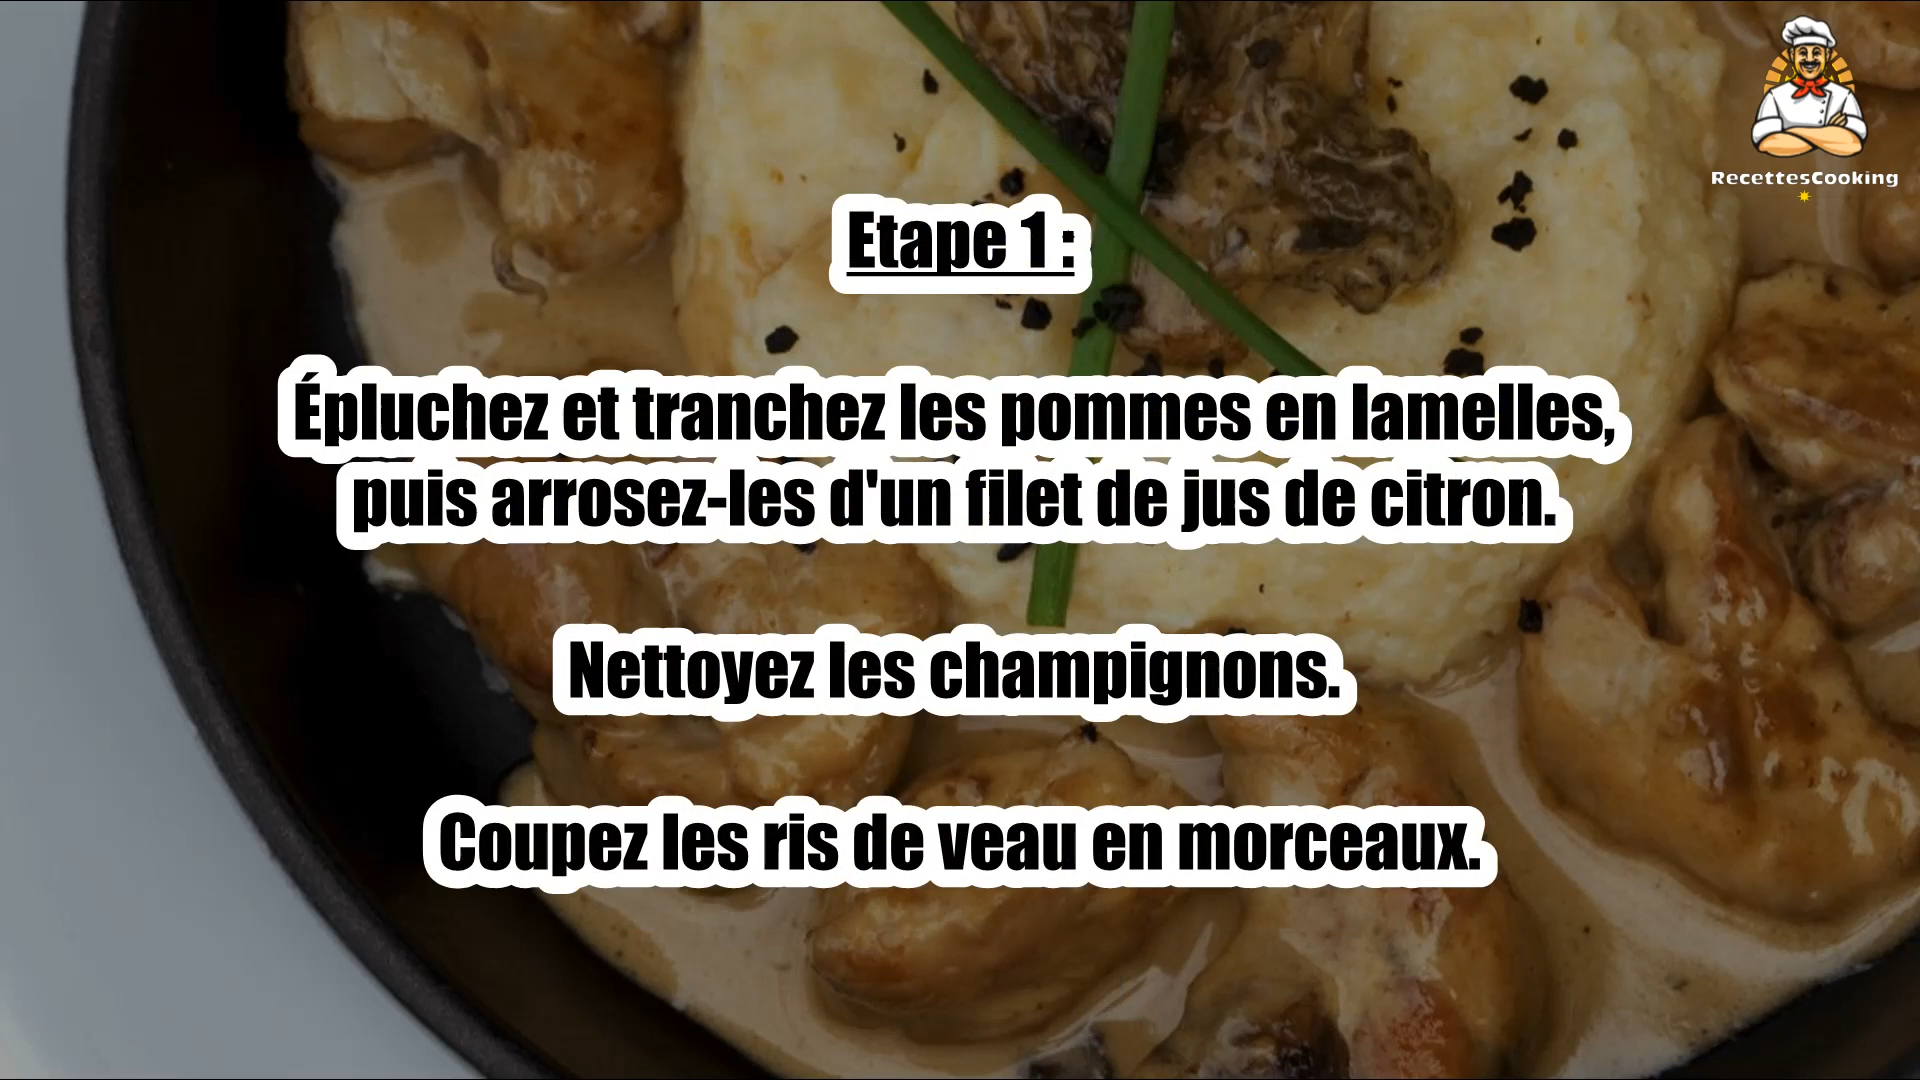 RecettesCooking
Etape 1 :
Épluchez et tranchez les pommes en lamelles,
puis arrosez-les d'un filet de jus de citron.
Nettoyez les champignons.
Coupez les ris de veau en morceaux.